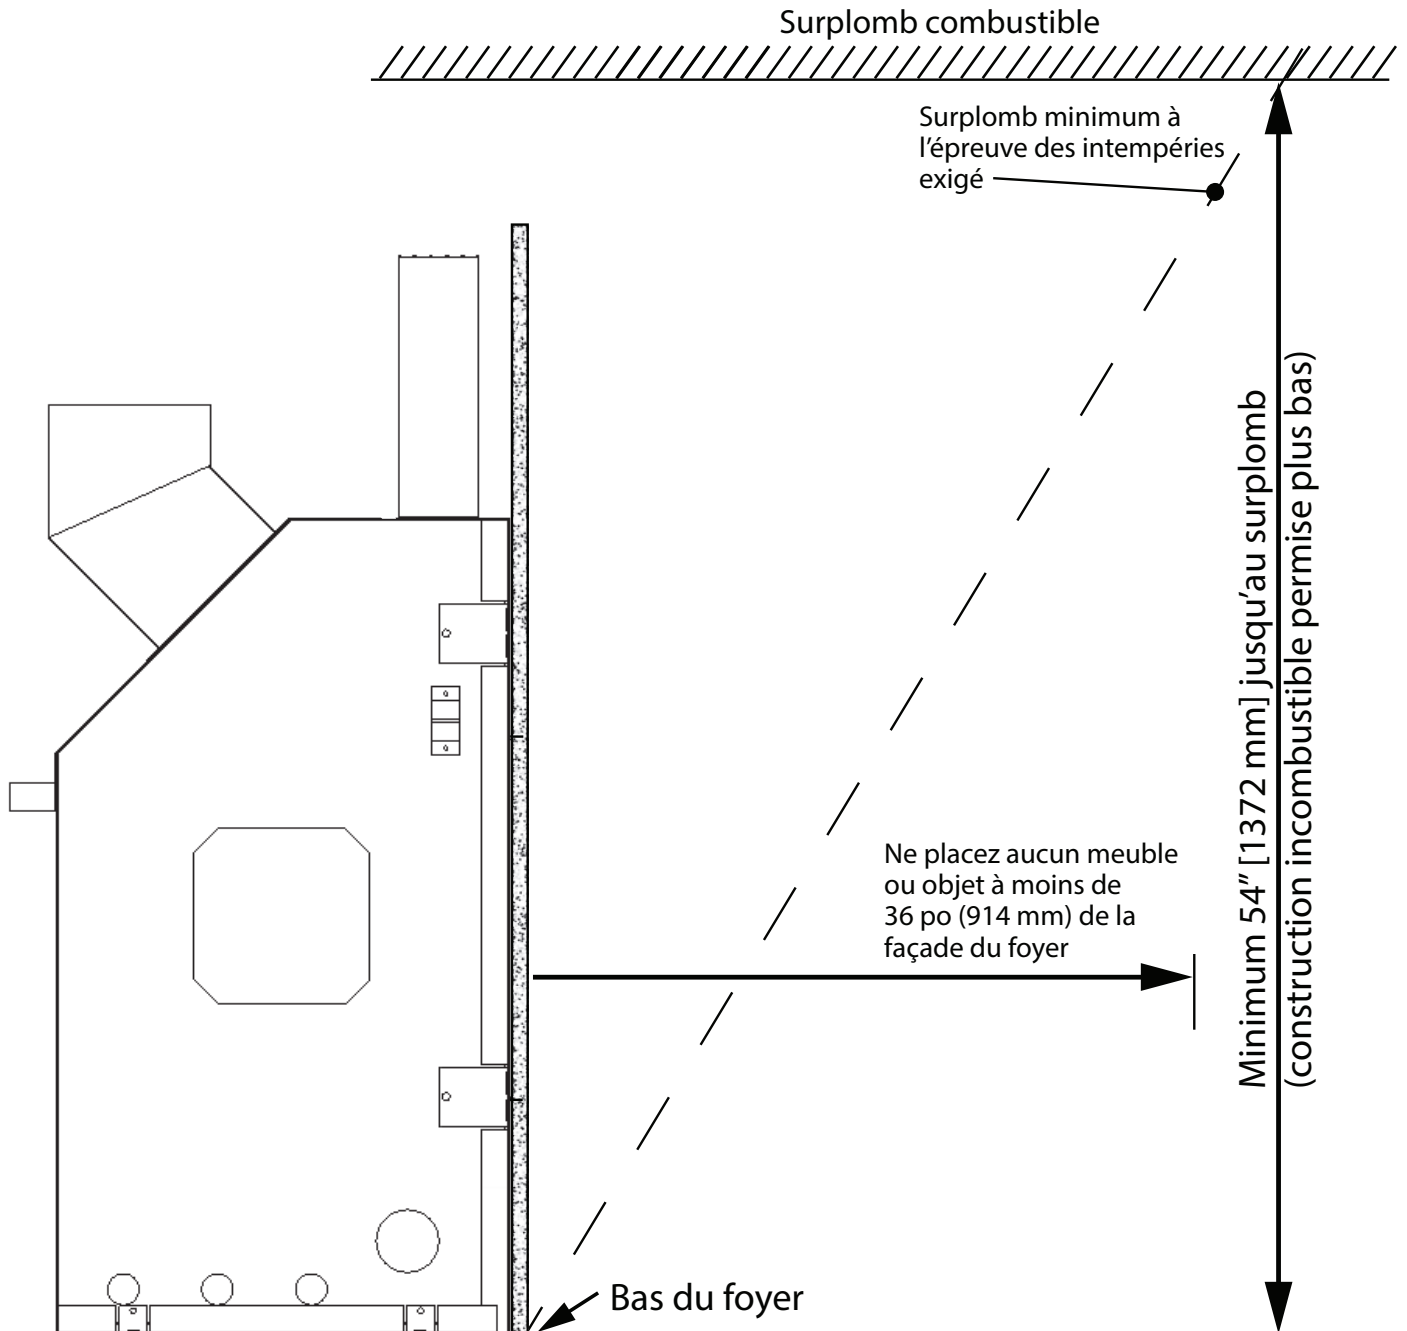 Surplomb combustible
Surplomb minimum à
l’épreuve des intempéries
exigé
Minimum 54” [1372 mm] jusqu’au surplomb
(construction incombustible permise plus bas)
Ne placez aucun meuble
ou objet à moins de
36 po (914 mm) de la
façade du foyer
Bas du foyer